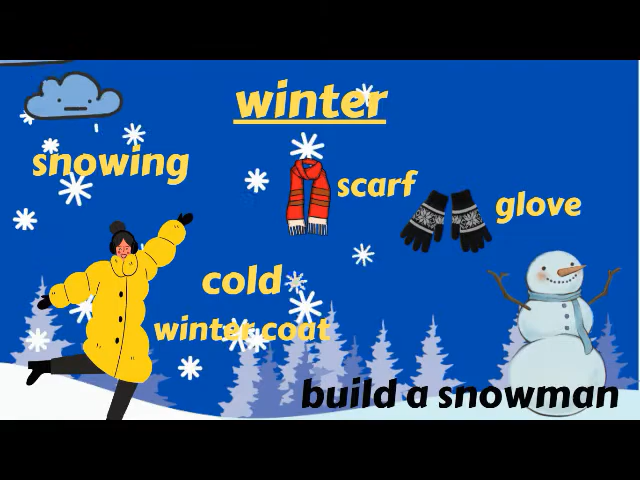 winter
snowing
scarf
glove
cold
winter coat
build a snowman